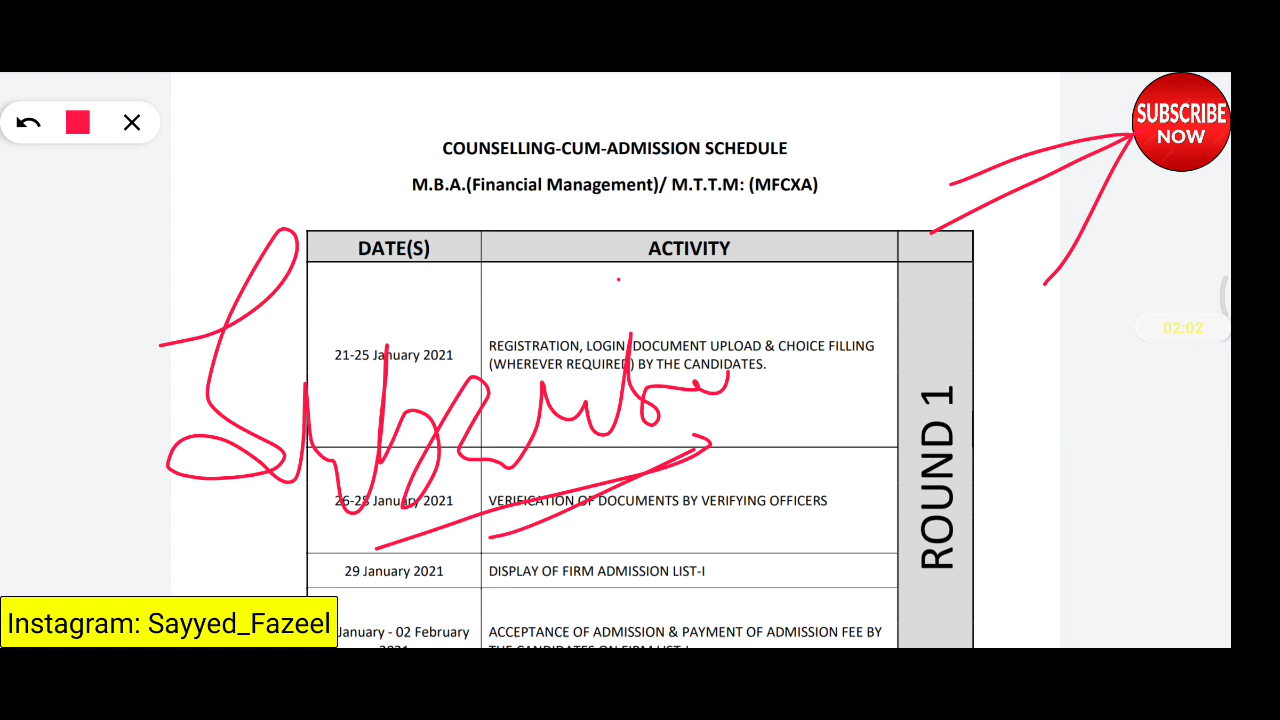 SUBSCRIBE
NOW
COUNSELLING-CUM-ADMISSION SCHEDULE
M.B.A.(Financial Management)/ M.T.T.M: (MFCXA)
DATE(S) ACTIVITY
02:02
21-25 January 2021
REGISTRATION, LOGIN, DOCUMENT UPLOAD & CHOICE FILLING
(WHEREVER REQUIRED) BY THE CANDIDATES.
ROUND 1
26-28 January 2021 VERIFICATION OF DOCUMENTS BY VERIFYING OFFICERS
29 January 2021 DISPLAY OF FIRM ADMISSION LIST-I
Instagram: Sayyed_Fazeel
January - 02 February
ACCEPTANCE OF ADMISSION & PAYMENT OF ADMISSION FEE BY